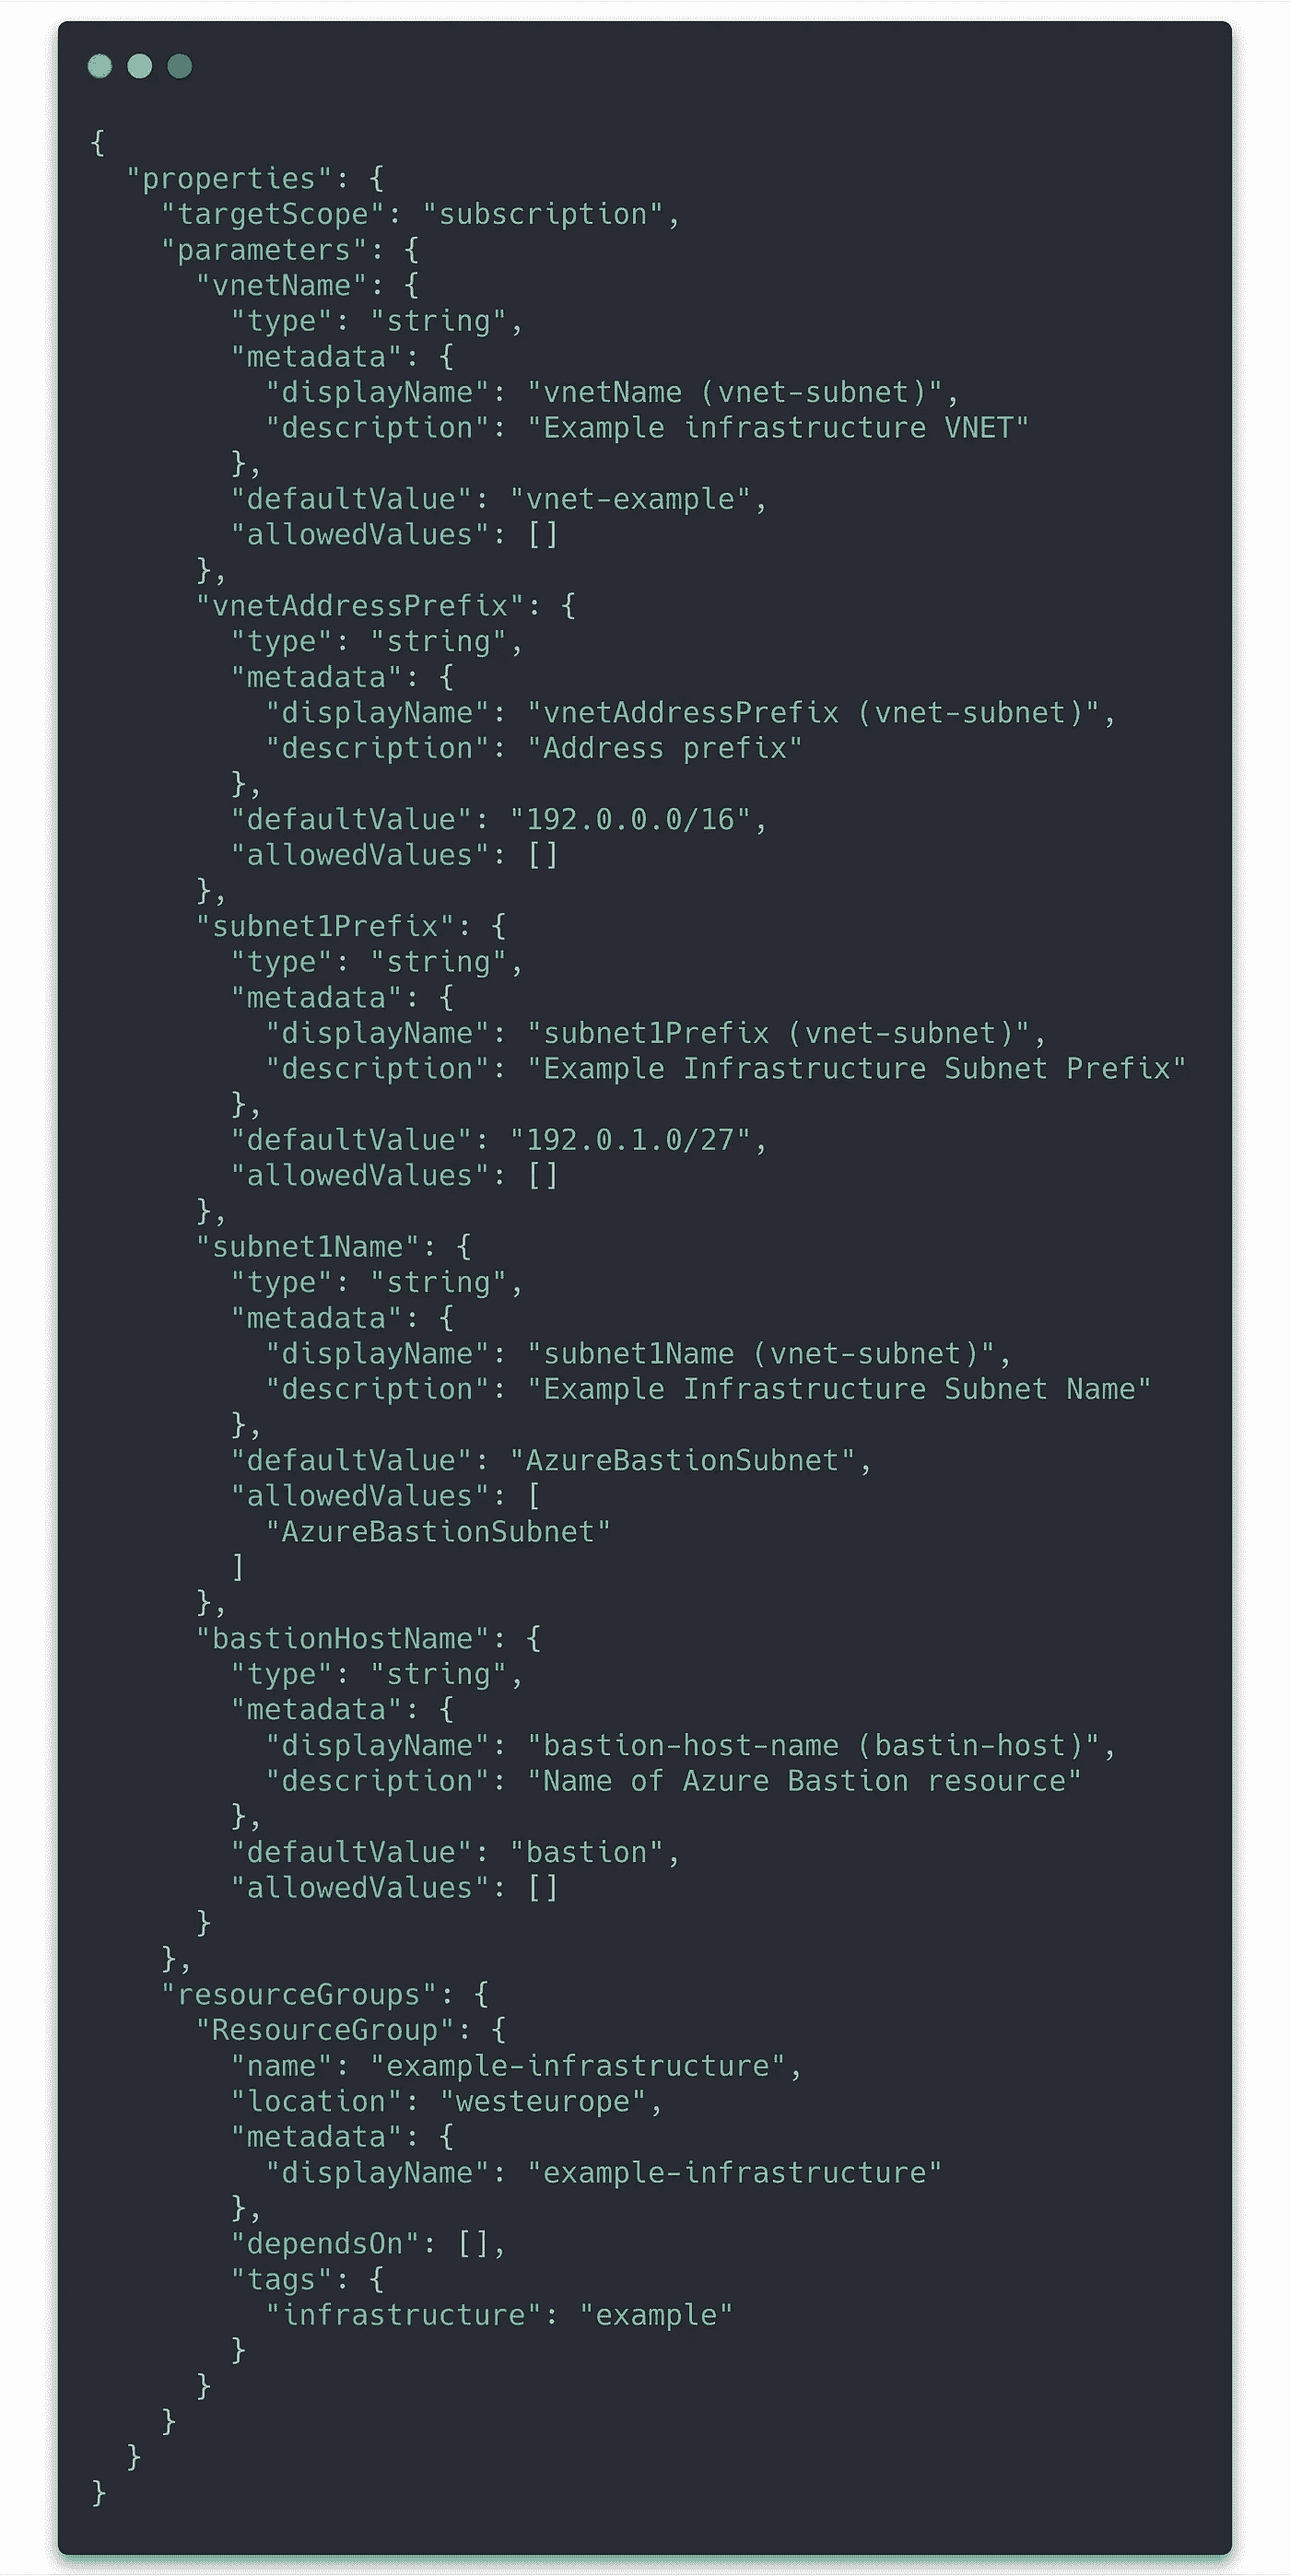 {
  "properties": {
    "targetScope": "subscription",
    "parameters": {
      "vnetName": {
        "type": "string",
        "metadata": {
          "displayName": "vnetName (vnet-subnet)",
          "description": "Example infrastructure VNET"
        },
        "defaultValue": "vnet-example",
        "allowedValues": []
      },
      "vnetAddressPrefix": {
        "type": "string",
        "metadata": {
          "displayName": "vnetAddressPrefix (vnet-subnet)",
          "description": "Address prefix"
        },
        "defaultValue": "192.0.0.0/16",
        "allowedValues": []
      },
      "subnet1Prefix": {
        "type": "string",
        "metadata": {
          "displayName": "subnet1Prefix (vnet-subnet)",
          "description": "Example Infrastructure Subnet Prefix"
        },
        "defaultValue": "192.0.1.0/27",
        "allowedValues": []
      },
      "subnet1Name": {
        "type": "string",
        "metadata": {
          "displayName": "subnet1Name (vnet-subnet)",
          "description": "Example Infrastructure Subnet Name"
        },
        "defaultValue": "AzureBastionSubnet",
        "allowedValues": [
          "AzureBastionSubnet"
        ]
      },
      "bastionHostName": {
        "type": "string",
        "metadata": {
          "displayName": "bastion-host-name (bastin-host)",
          "description": "Name of Azure Bastion resource"
        },
        "defaultValue": "bastion",
        "allowedValues": []
      }
    },
    "resourceGroups": {
      "ResourceGroup": {
        "name": "example-infrastructure",
        "location": "westeurope",
        "metadata": {
          "displayName": "example-infrastructure"
        },
        "dependsOn": [],
        "tags": {
          "infrastructure": "example"
        }
      }
    }
  }
}